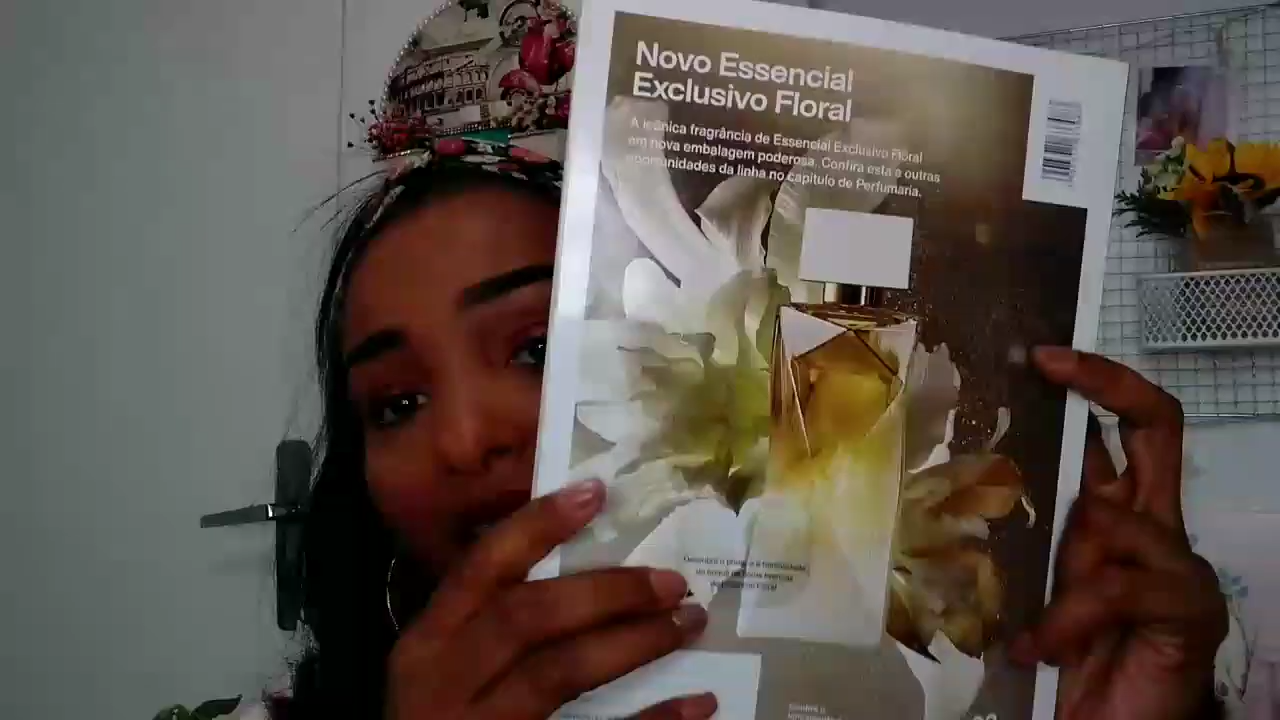 Novo Essencial
Exclusivo Floral
A icônica fragrância de Essencial Exclusivo Floral
em nova embalagem poderosa. Confira esta e outras
oportunidades da linha no capítulo de Perfumaria.